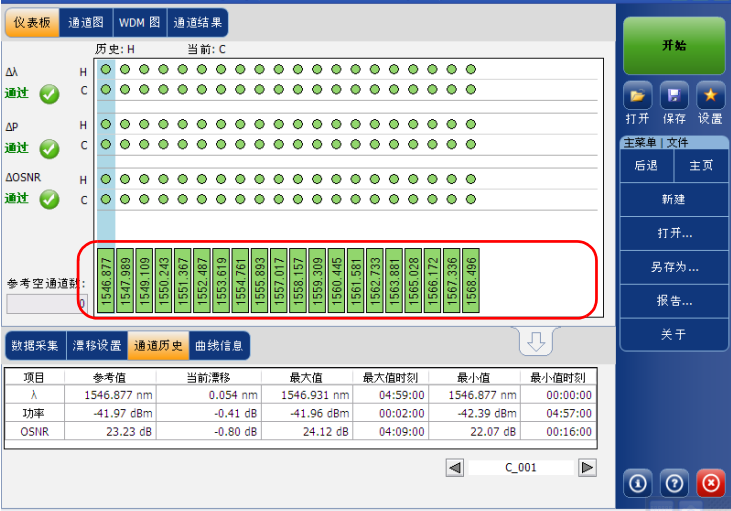 仪表板 通道图 WDM 图 通道结果
历史: H 当前: C
Δλ H
通过 C
ΔP H
通过 C
ΔOSNR H
通过 C
参考空通道数:
0
1546.877 1547.989 1549.109 1550.243 1551.367 1552.487 1553.619 1554.761 1555.893 1557.017 1558.157 1559.309 1560.445 1561.581 1562.733 1563.881 1565.028 1566.172 1567.336 1568.496
数据采集 漂移设置 通道历史 曲线信息
项目 参考值 当前漂移 最大值 最大值时刻 最小值 最小值时刻
λ 1546.877 nm 0.054 nm 1546.931 nm 04:59:00 1546.877 nm 00:00:00
功率 -41.97 dBm -0.41 dB -41.96 dBm 00:02:00 -42.39 dBm 04:57:00
OSNR 23.23 dB -0.80 dB 24.12 dB 04:09:00 22.07 dB 00:16:00
C_001
开始
打开 保存 设置
主菜单 | 文件
后退 主页
新建
打开...
另存为...
报告...
关于